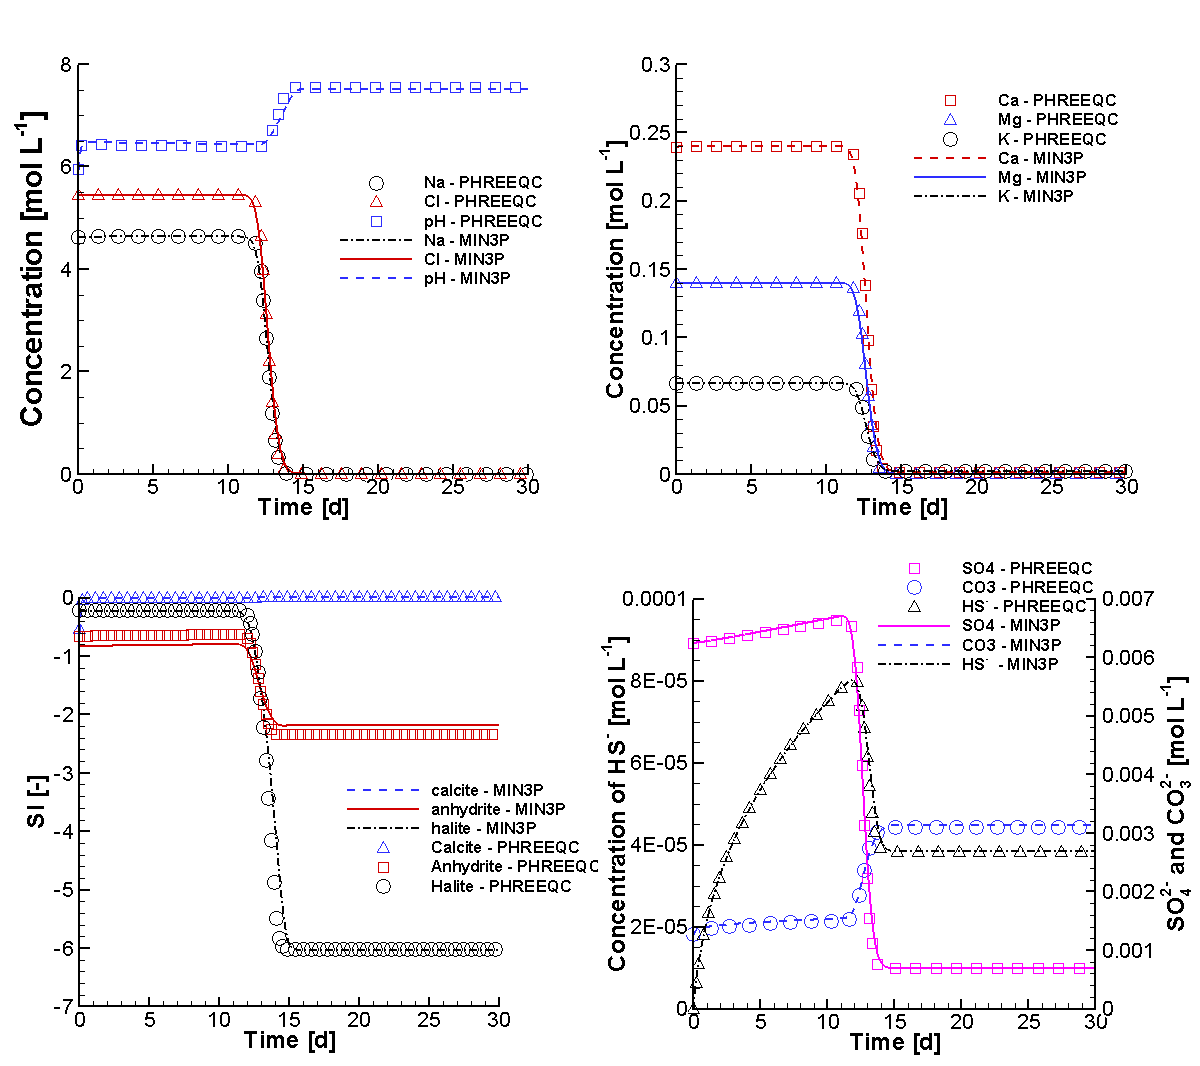 Concentration [mol L-1]
8
6
4
2
0
Na - PHREEQC
Cl - PHREEQC
pH - PHREEQC
Na - MIN3P
Cl - MIN3P
pH - MIN3P
0 5 10 15 20 25 30
Time [d]
Concentration [mol L-1]
0.3
0.25
0.2
0.15
0.1
0.05
0
Ca - PHREEQC
Mg - PHREEQC
K - PHREEQC
Ca - MIN3P
Mg - MIN3P
K - MIN3P
0 5 10 15 20 25 30
Time [d]
SI [-]
0
-1
-2
-3
-4
-5
-6
-7
calcite - MIN3P
anhydrite - MIN3P
halite - MIN3P
Calcite - PHREEQC
Anhydrite - PHREEQC
Halite - PHREEQC
0 5 10 15 20 25 30
Time [d]
SO4 - PHREEQC
CO3 - PHREEQC
HS- - PHREEQC
SO4 - MIN3P
CO3 - MIN3P
HS- - MIN3P
Concentration of HS- [mol L-1]
0.0001
8E-05
6E-05
4E-05
2E-05
0
0.007
0.006
0.005
0.004
0.003
0.002
0.001
0
SO4 2- and CO3 2- [mol L-1]
0 5 10 15 20 25 30
Time [d]